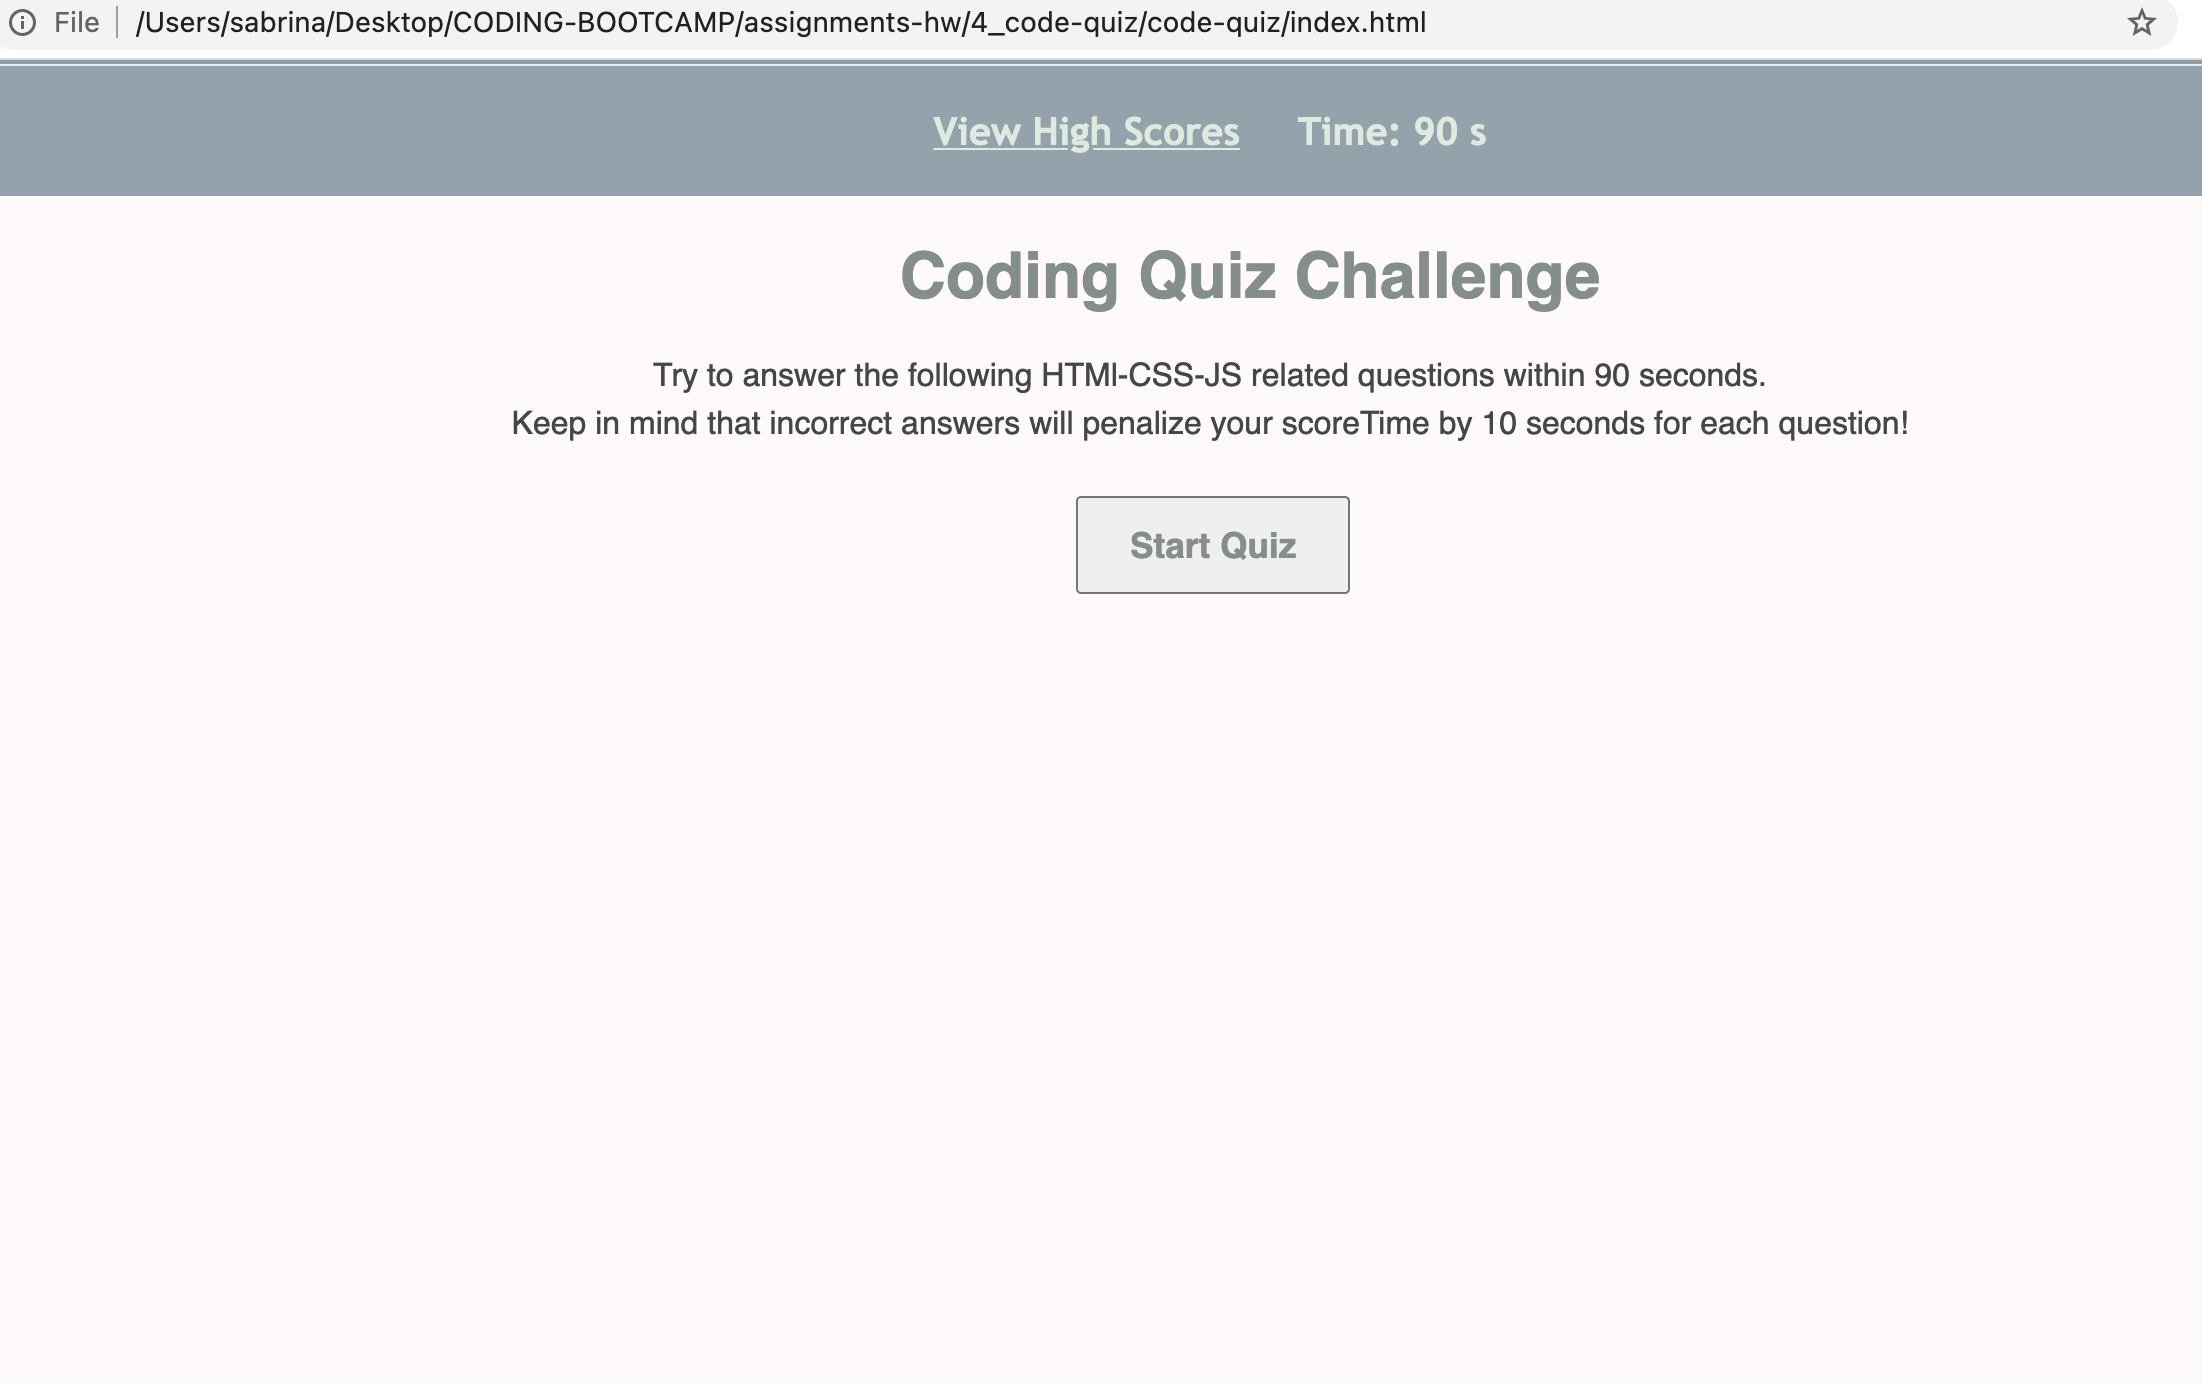 File /Users/sabrina/Desktop/CODING-BOOTCAMP/assignments-hw/4_code-quiz/code-quiz/index.html
View High Scores Time: 90 s
Coding Quiz Challenge
Try to answer the following HTMl-CSS-JS related questions within 90 seconds.
Keep in mind that incorrect answers will penalize your scoreTime by 10 seconds for each question!
Start Quiz